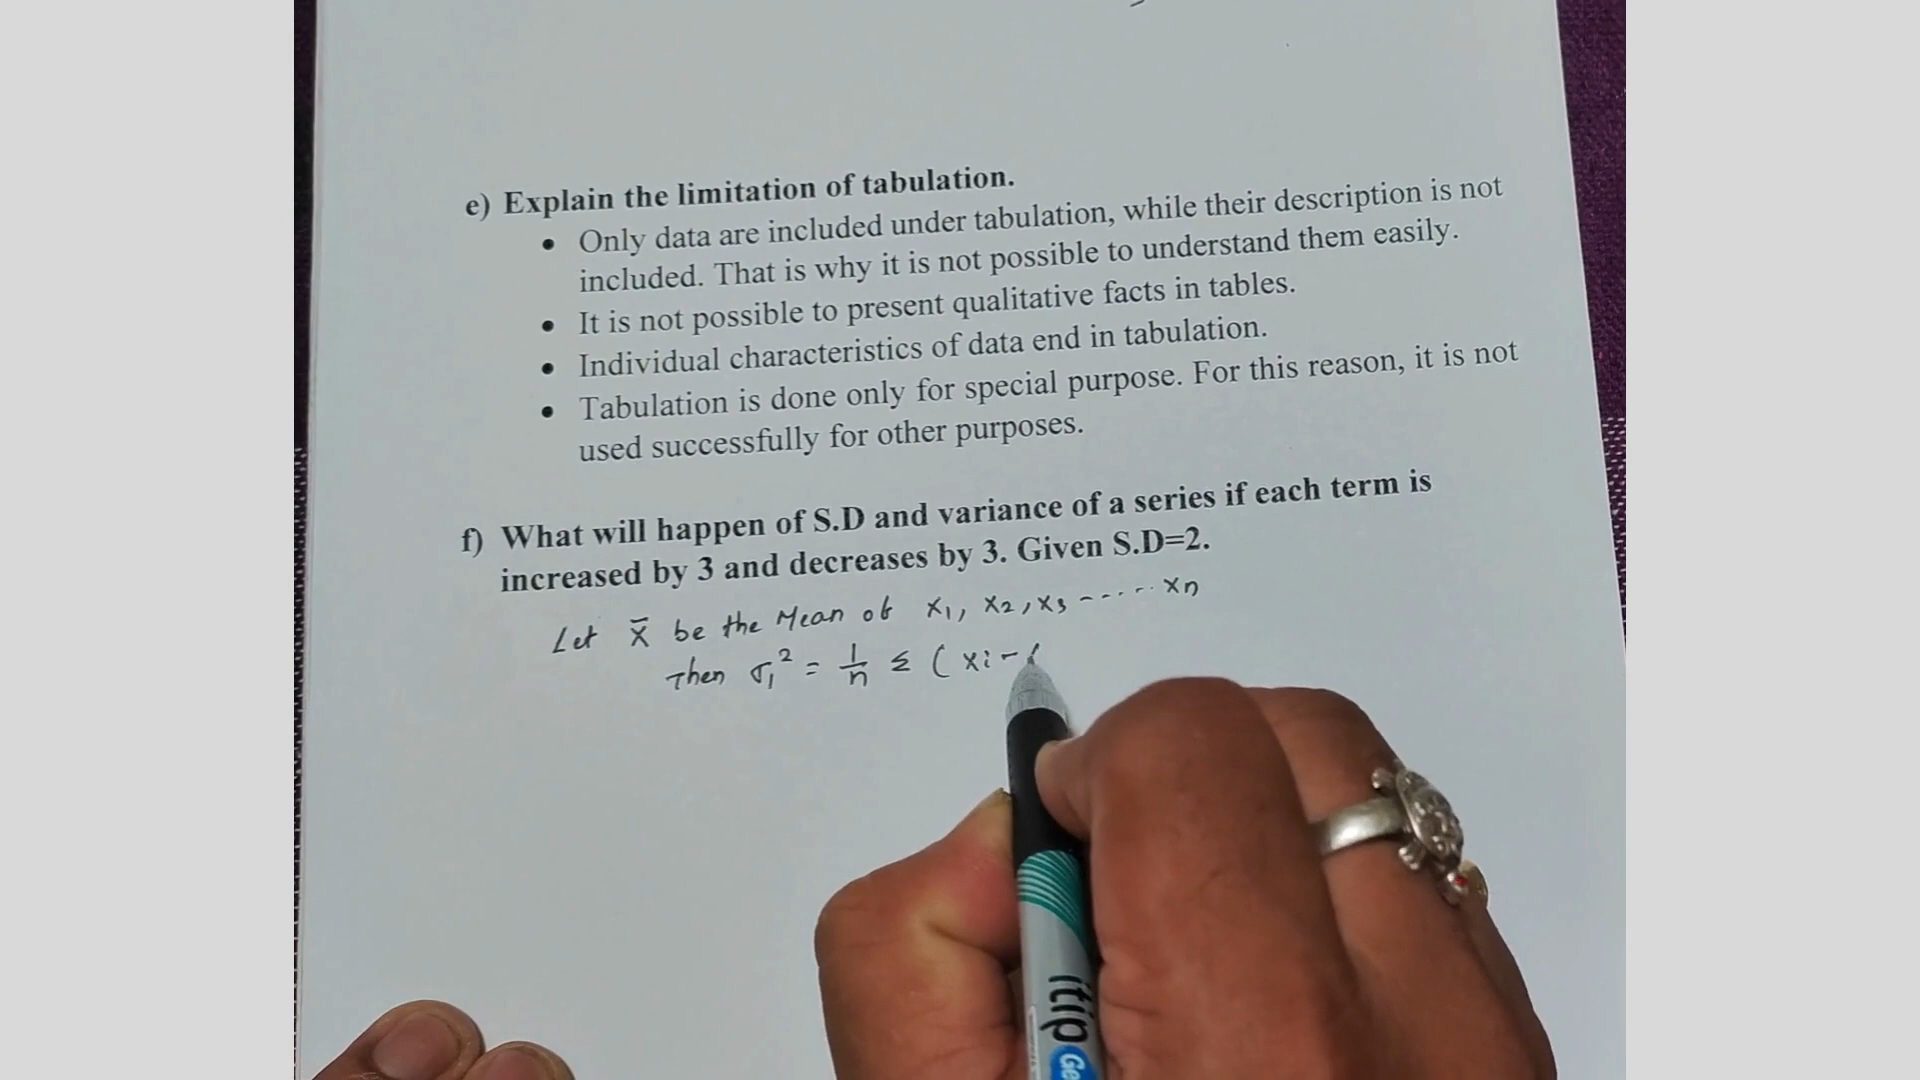 e) Explain the limitation of tabulation.
• Only data are included under tabulation, while their description is not
included. That is why it is not possible to understand them easily.
• It is not possible to present qualitative facts in tables.
• Individual characteristics of data end in tabulation.
• Tabulation is done only for special purpose. For this reason, it is not
used successfully for other purposes.
f) What will happen of S.D and variance of a series if each term is
increased by 3 and decreases by 3. Given S.D=2.
Let x̄ be the Mean of x₁, x₂, x₃ ------ xn
Then σ₁² = 1/n Σ (xi -
itip
Ge